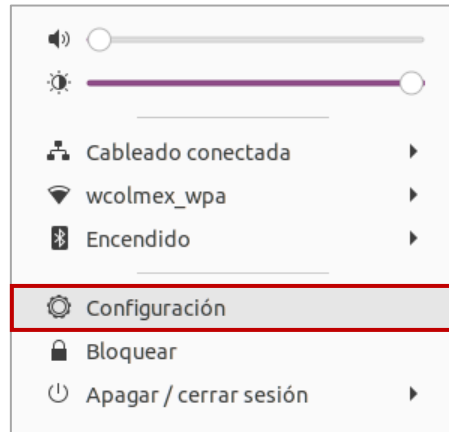 Cableado conectada
wcolmex_wpa
Encendido
Configuración
Bloquear
Apagar / cerrar sesión